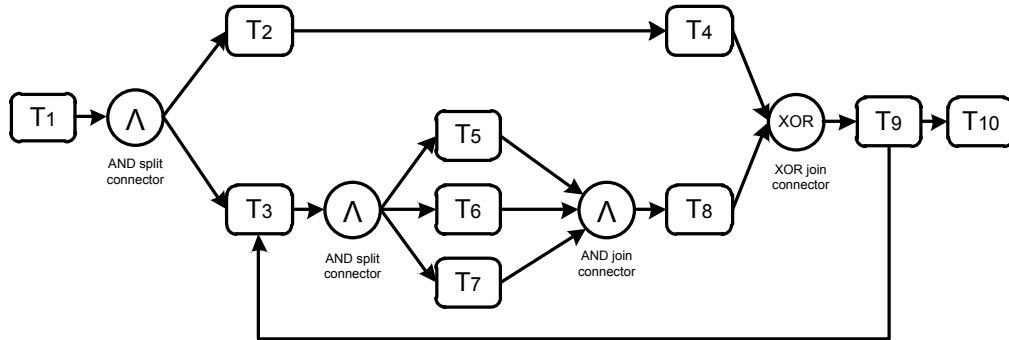 T2
T4
T1
Λ
AND split
connector
XOR
XOR join
connector
T9
T10
T5
T3
Λ
AND split
connector
T6
Λ
AND join
connector
T8
T7